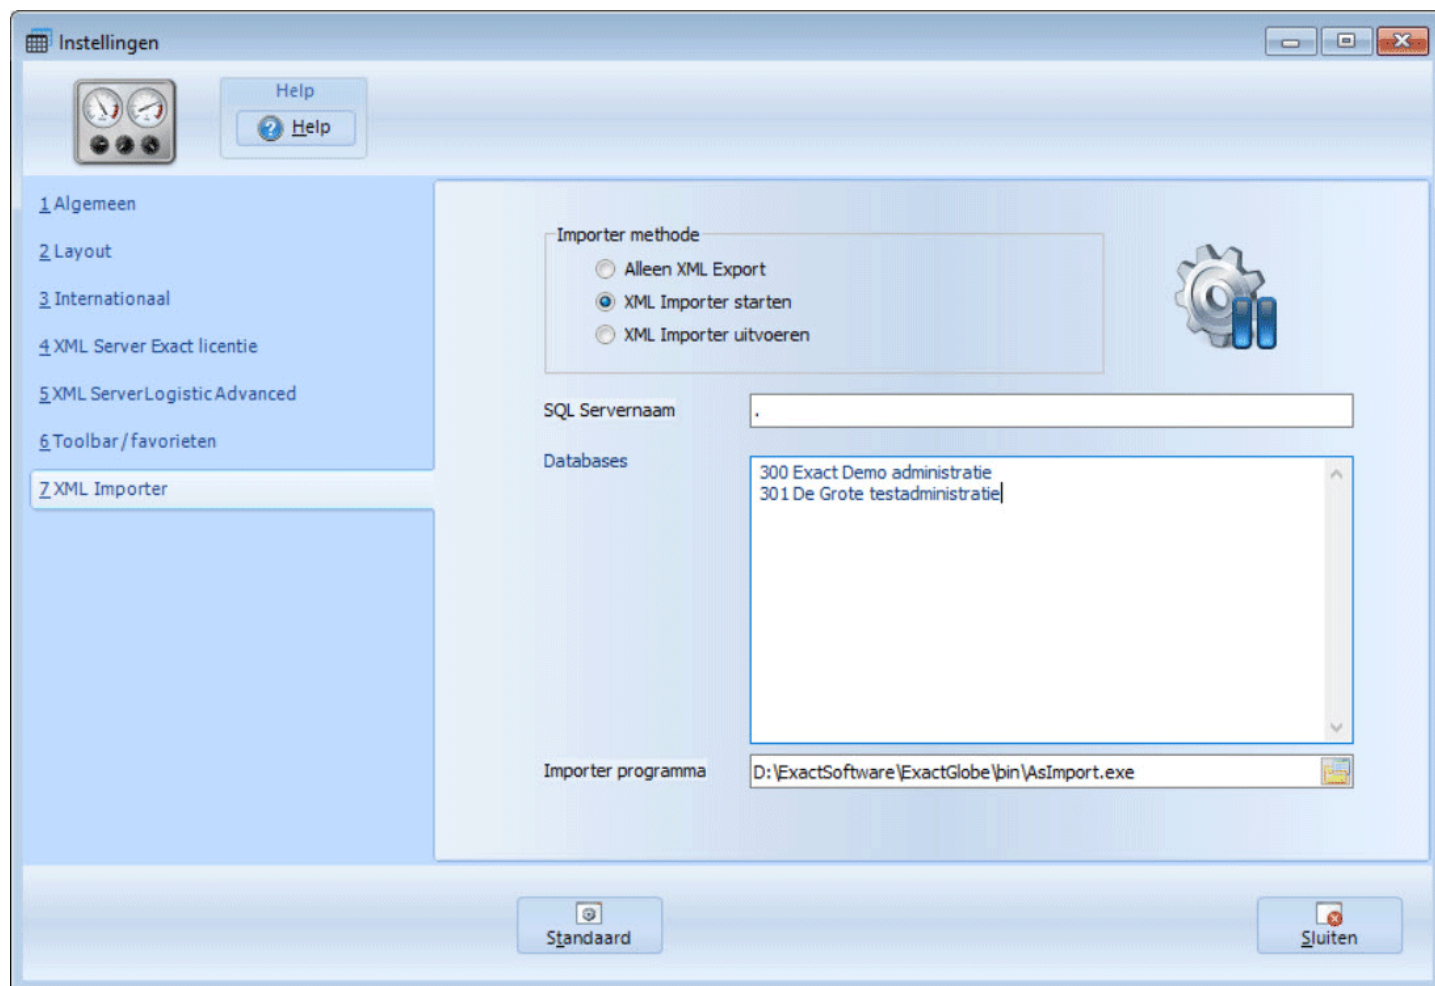 Instellingen
Help
Help
1 Algemeen
2 Layout
3 Internationaal
4 XML Server Exact licentie
5 XML Server Logistic Advanced
6 Toolbar / favorieten
7 XML Importer
Importer methode
Alleen XML Export
XML Importer starten
XML Importer uitvoeren
SQL Servernaam
.
Databases
300 Exact Demo administratie
301 De Grote testadministratie
Importer programma
D:\ExactSoftware\ExactGlobe\bin\AsImport.exe
Standaard
Sluiten